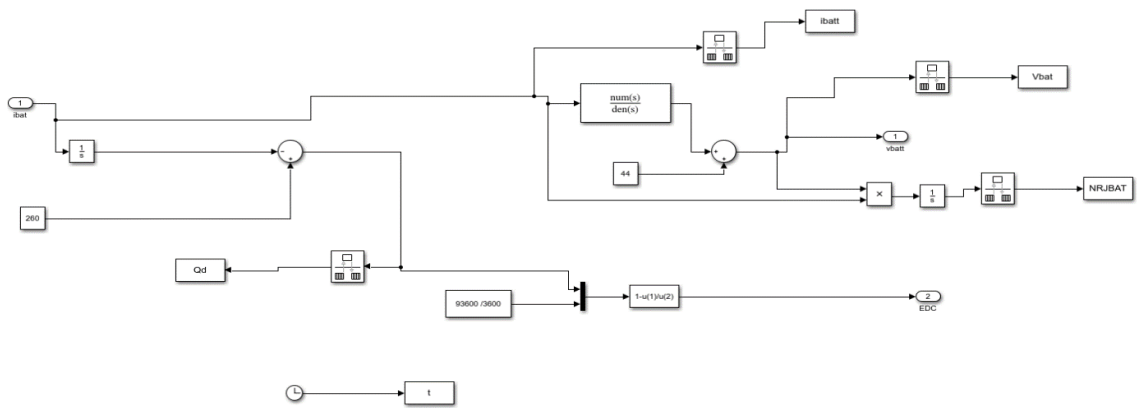 ibatt
Vbat
num(s)
den(s)
1
ibat
1
vbatt
1
s
44
NRJBAT
×
1
s
260
Qd
93600 /3600
1-u(1)/u(2)
2
EDC
t